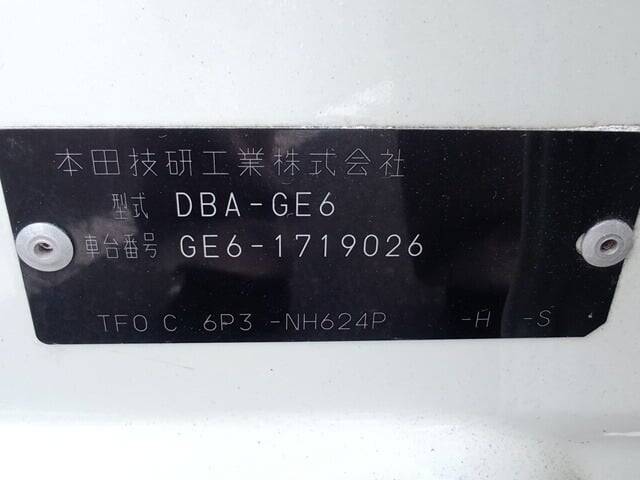 本田技研工業株式会社
型式 DBA-GE6
車台番号 GE6-1719026
TFO C 6P3 -NH624P -H -S